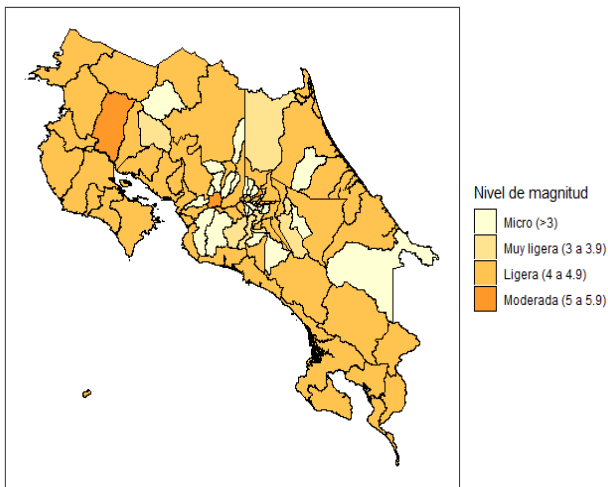 Nivel de magnitud
Micro (>3)
Muy ligera (3 a 3.9)
Ligera (4 a 4.9)
Moderada (5 a 5.9)